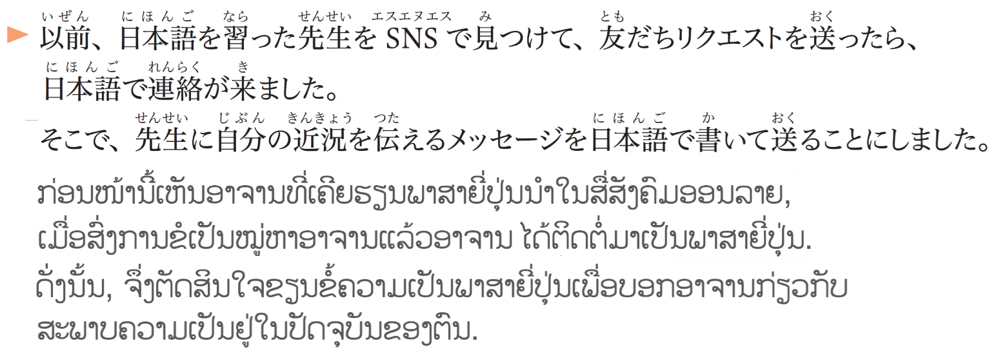 いぜん にほんご なら せんせい エスエヌエス み とも おく
以前、日本語を習った先生を SNS で見つけて、友だちリクエストを送ったら、
にほんご れんらく き
日本語で連絡が来ました。
せんせい じぶん きんきょう つた にほんご か おく
そこで、先生に自分の近況を伝えるメッセージを日本語で書いて送ることにしました。
ກ່ອນໜ້ານີ້ເຫັນອາຈານທີ່ເຄີຍຮຽນພາສາຍີ່ປຸ່ນນຳໃນສື່ສັງຄົມອອນລາຍ,
ເມື່ອສົ່ງການຂໍເປັນໝູ່ຫາອາຈານແລ້ວອາຈານ ໄດ້ຕິດຕໍ່ມາເປັນພາສາຍີ່ປຸ່ນ.
ດັ່ງນັ້ນ, ຈຶ່ງຕັດສິນໃຈຂຽນຂໍ້ຄວາມເປັນພາສາຍີ່ປຸ່ນເພື່ອບອກອາຈານກ່ຽວກັບ
ສະພາບຄວາມເປັນຢູ່ໃນປັດຈຸບັນຂອງຕົນ.